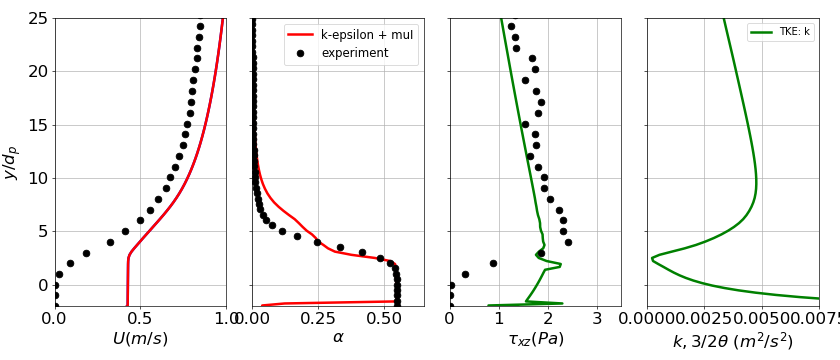 25
20
15
10
5
0
y/d_p
0.0 0.5 1.0
U(m/s)
k-epsilon + muI
experiment
0.00 0.25 0.50
α
0 1 2 3
τ_xz(Pa)
TKE: k
0.0000 0.0025 0.0050 0.0075
k, 3/2θ (m²/s²)